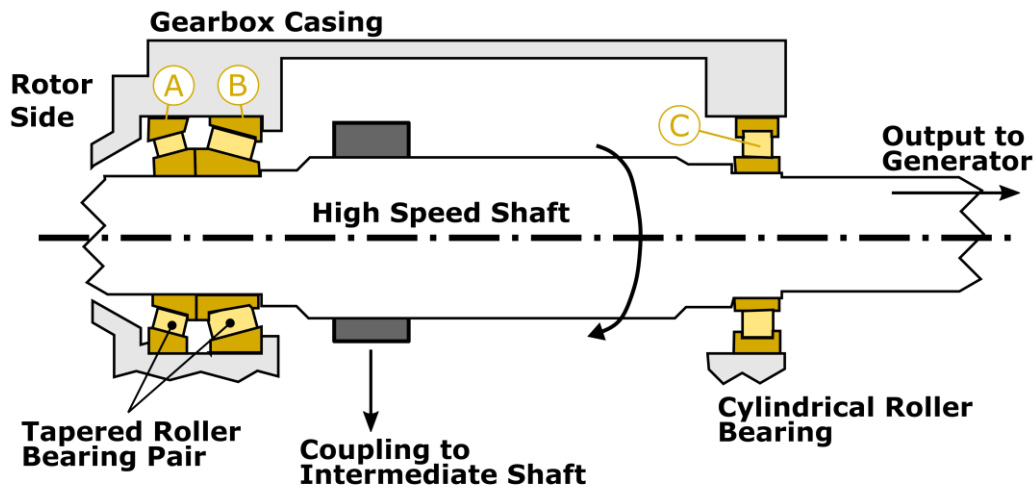 Gearbox Casing
Rotor
Side
A
B
C
Output to
Generator
High Speed Shaft
Tapered Roller
Bearing Pair
Coupling to
Intermediate Shaft
Cylindrical Roller
Bearing